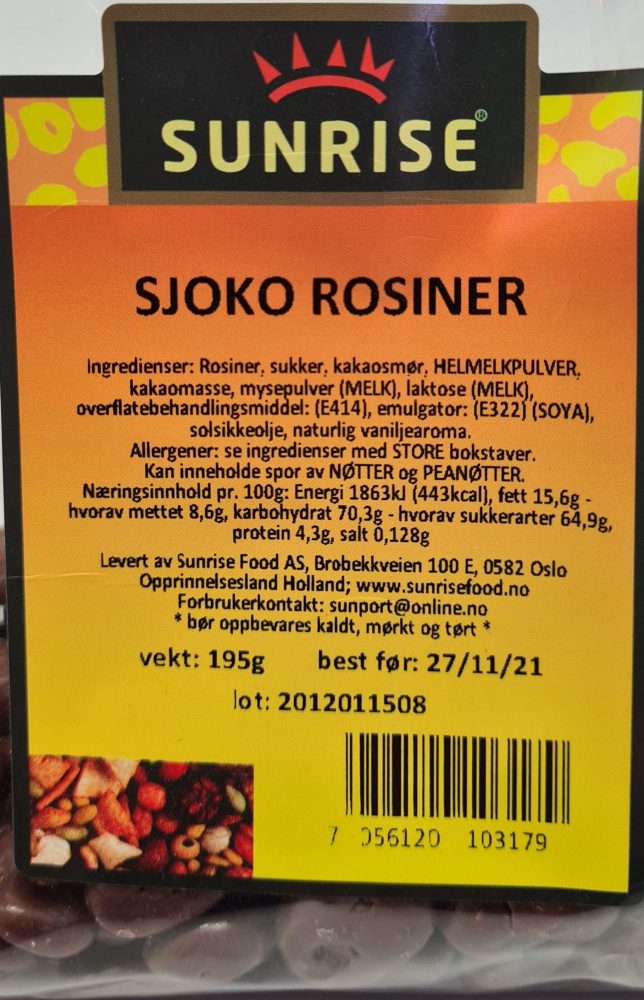 SUNRISE®
SJOKO ROSINER
Ingredienser: Rosiner, sukker, kakaosmør, HELMELKPULVER,
kakaomasse, mysepulver (MELK), laktose (MELK),
overflatebehandlingsmiddel: (E414), emulgator: (E322) (SOYA),
solsikkeolje, naturlig vaniljearoma.
Allergener: se ingredienser med STORE bokstaver.
Kan inneholde spor av NØTTER og PEANØTTER.
Næringsinnhold pr. 100g: Energi 1863kJ (443kcal), fett 15,6g -
hvorav mettet 8,6g, karbohydrat 70,3g - hvorav sukkerarter 64,9g,
protein 4,3g, salt 0,128g
Levert av Sunrise Food AS, Brobekkveien 100 E, 0582 Oslo
Opprinnelsesland Holland; www.sunrisefood.no
Forbrukerkontakt: sunport@online.no
* bør oppbevares kaldt, mørkt og tørt *
vekt: 195g best før: 27/11/21
lot: 2012011508
7 056120 103179